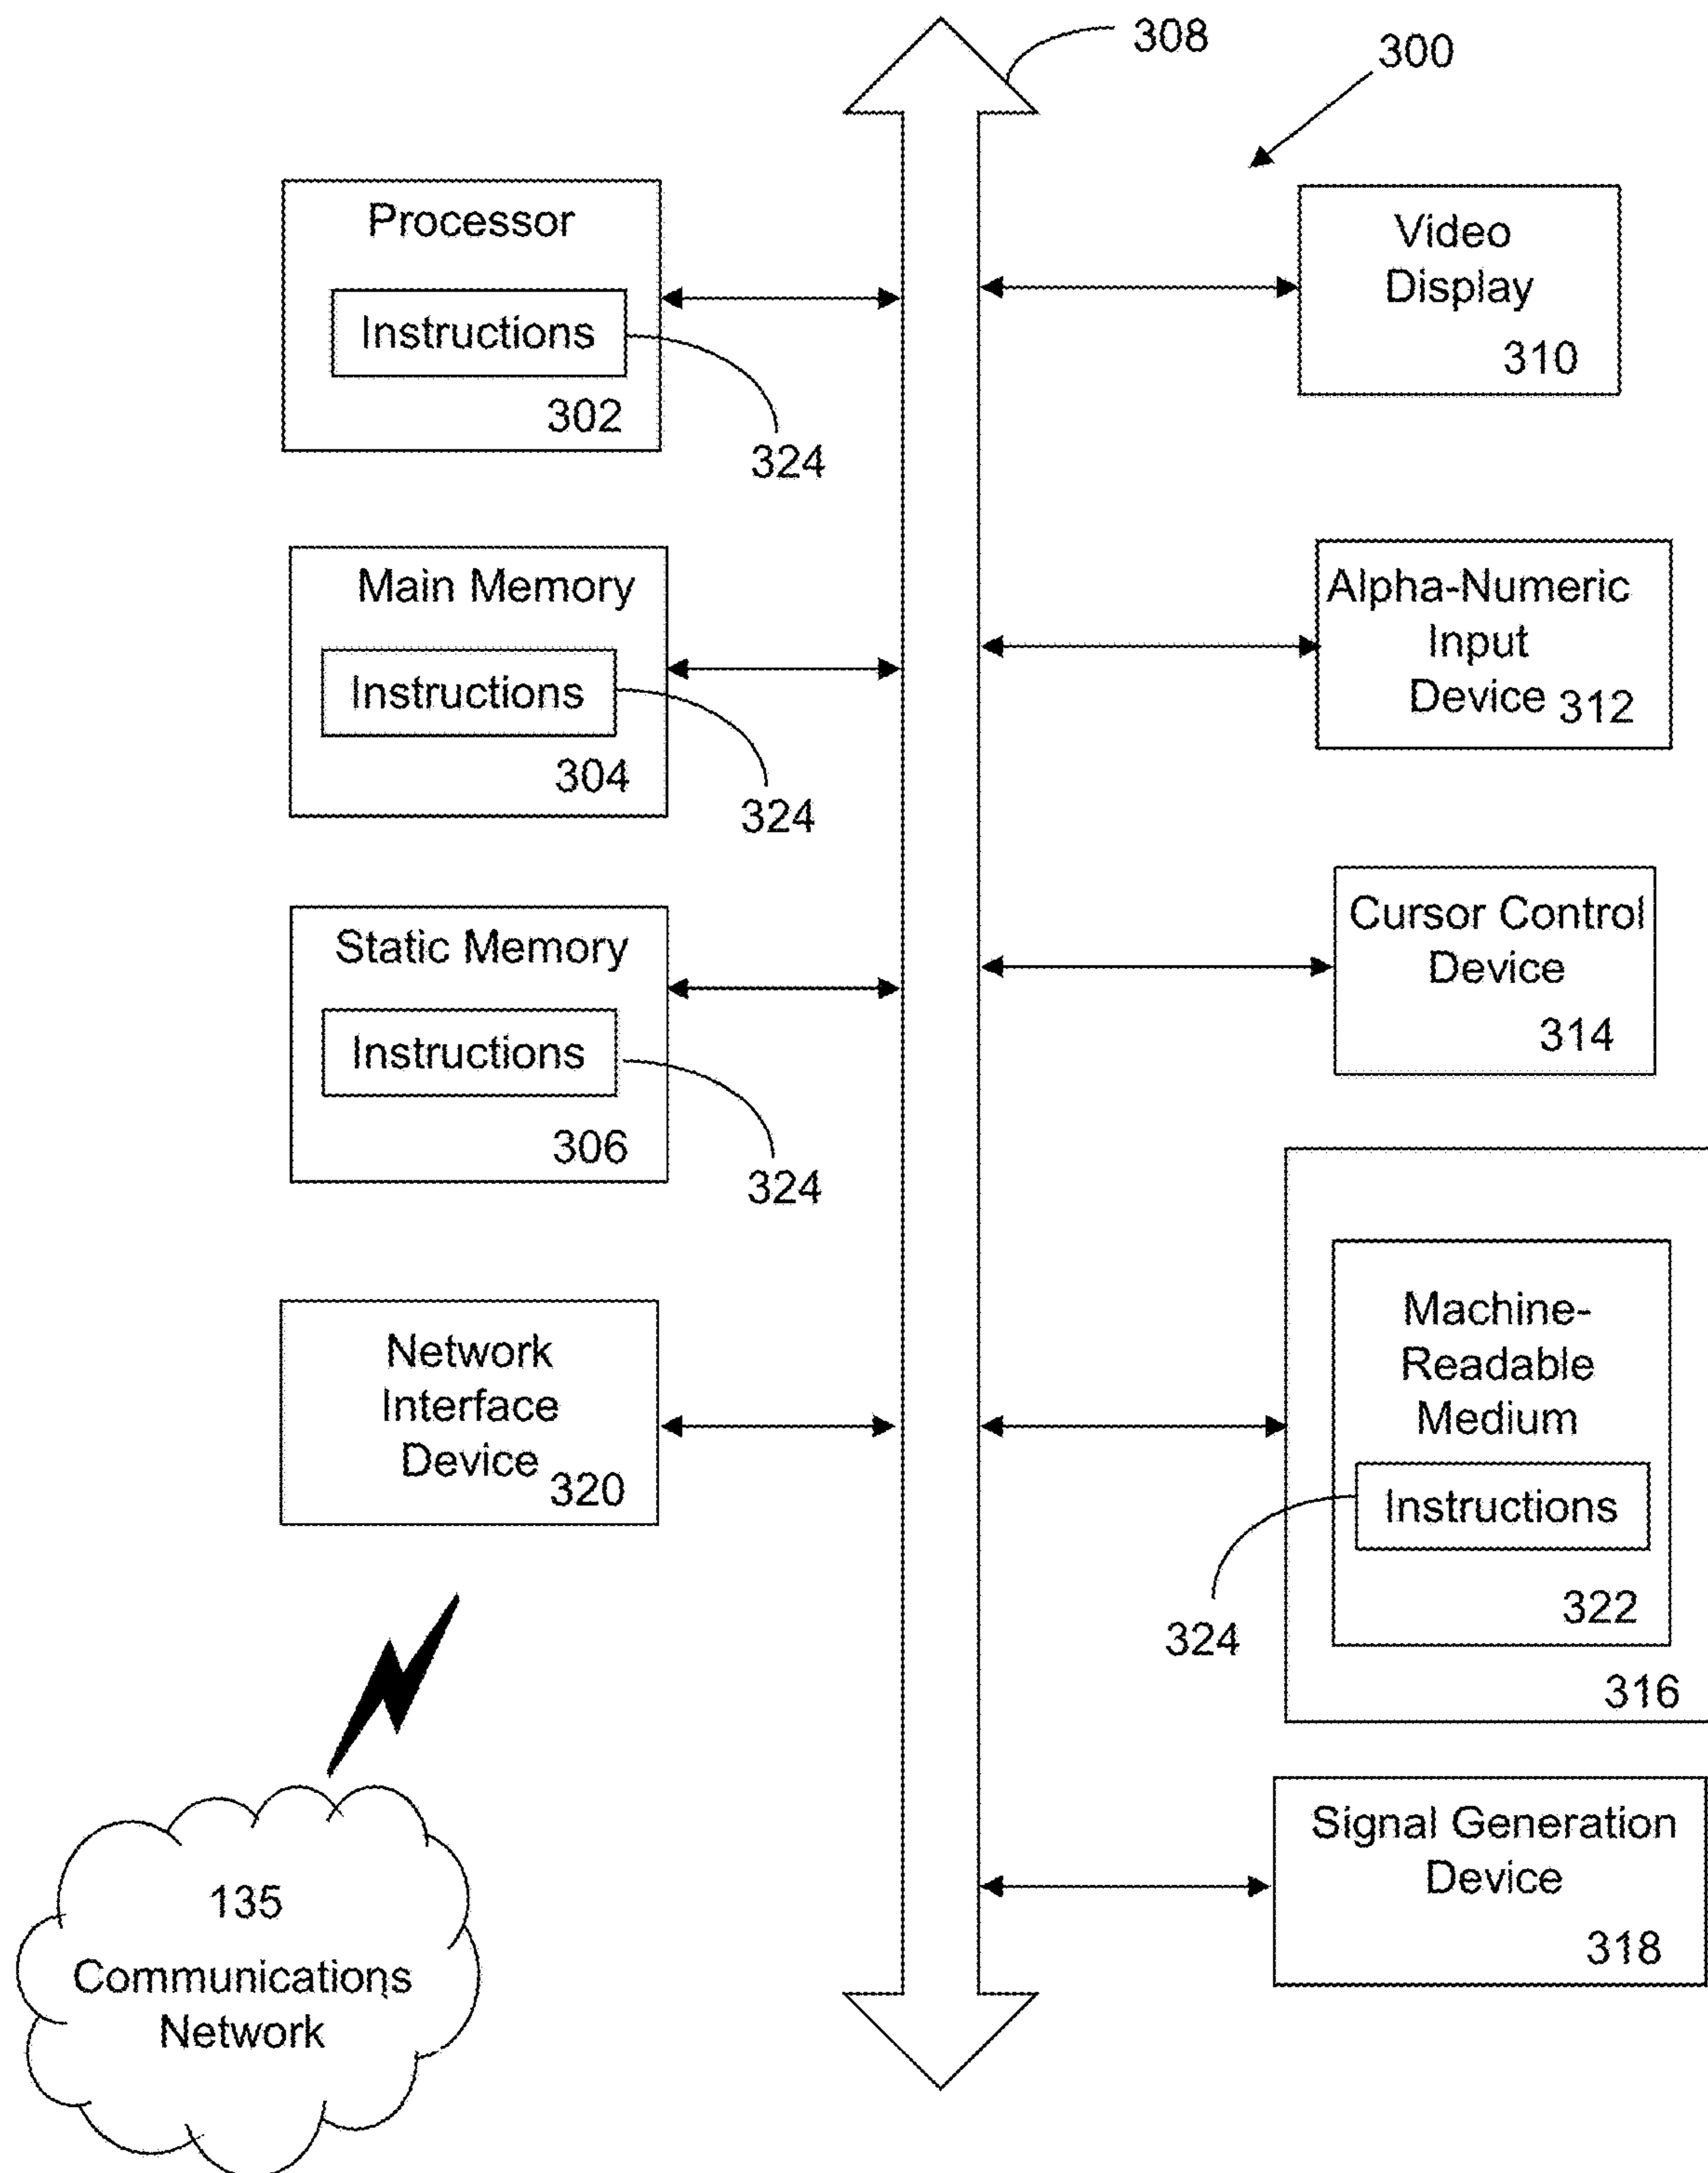 308
300
Processor
Instructions
302
324
Video
Display
310
Main Memory
Instructions
304
324
Alpha-Numeric
Input
Device 312
Static Memory
Instructions
306
324
Cursor Control
Device
314
Network
Interface
Device 320
Machine-
Readable
Medium
Instructions
322
324
316
Signal Generation
Device
318
135
Communications
Network